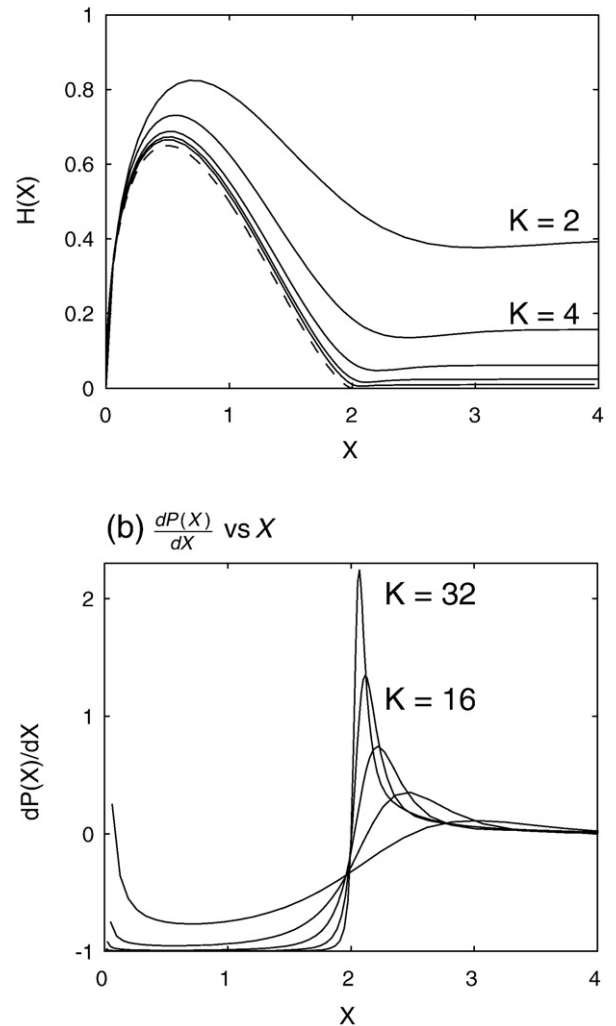 1
0.8
0.6
0.4
0.2
0
H(X)
K = 2
K = 4
0 1 2 3 4
X
(b) dP(X)/dX vs X
2
1
0
-1
dP(X)/dX
K = 32
K = 16
0 1 2 3 4
X